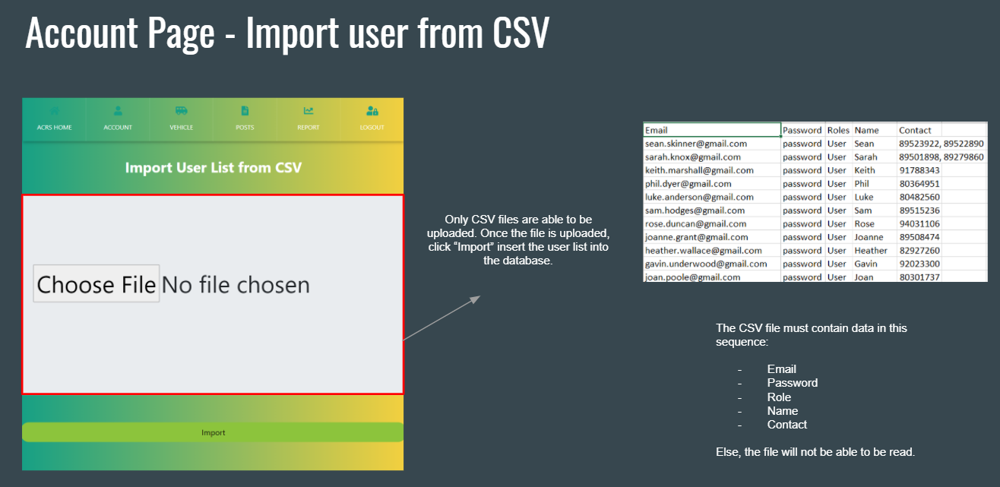 Account Page - Import user from CSV
ACRS HOME ACCOUNT VEHICLE POSTS REPORT LOGOUT
Import User List from CSV
Choose File No file chosen
Import
Only CSV files are able to be
uploaded. Once the file is uploaded,
click “Import” insert the user list into
the database.
Email Password Roles Name Contact
sean.skinner@gmail.com password User Sean 89523922, 89522890
sarah.knox@gmail.com password User Sarah 89501898, 89279860
keith.marshall@gmail.com password User Keith 91788343
phil.dyer@gmail.com password User Phil 80364951
luke.anderson@gmail.com password User Luke 80482560
sam.hodges@gmail.com password User Sam 89515236
rose.duncan@gmail.com password User Rose 94031106
joanne.grant@gmail.com password User Joanne 89508474
heather.wallace@gmail.com password User Heather 82927260
gavin.underwood@gmail.com password User Gavin 92023300
joan.poole@gmail.com password User Joan 80301737
The CSV file must contain data in this
sequence:
- Email
- Password
- Role
- Name
- Contact
Else, the file will not be able to be read.